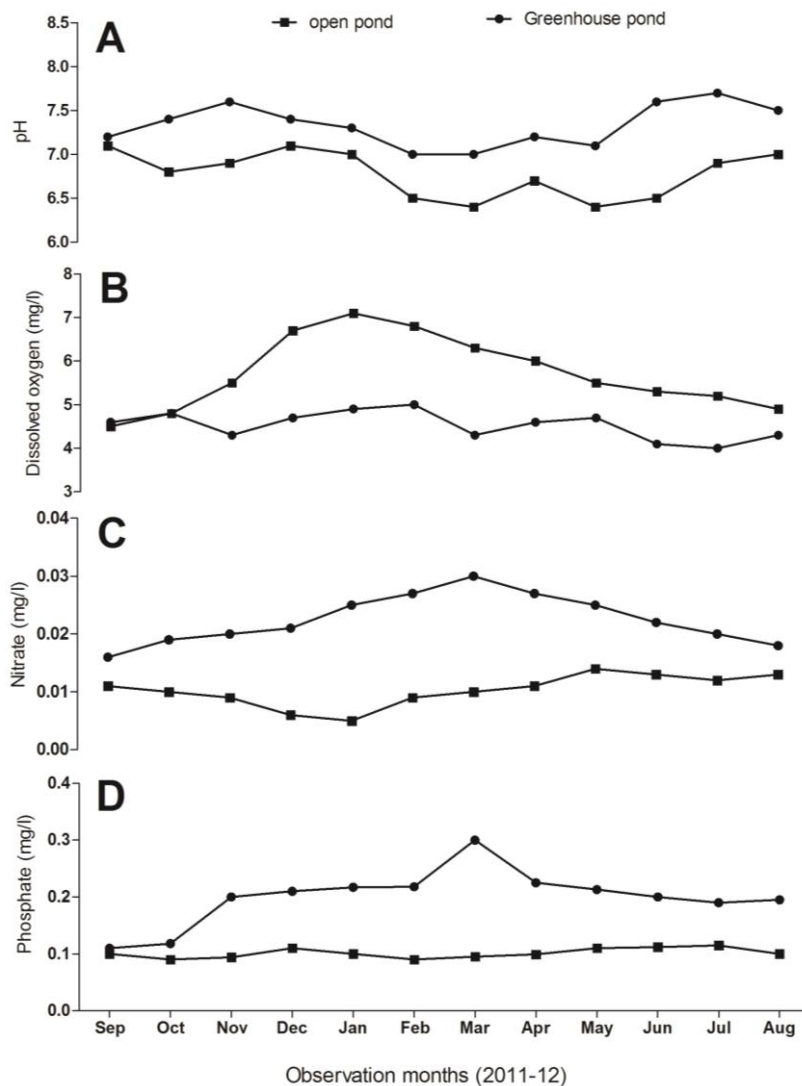 A
open pond
Greenhouse pond
8.5
8.0
7.5
7.0
6.5
6.0
pH
B
8
7
6
5
4
3
Dissolved oxygen (mg/l)
C
0.04
0.03
0.02
0.01
0.00
Nitrate (mg/l)
D
0.4
0.3
0.2
0.1
0.0
Phosphate (mg/l)
Sep Oct Nov Dec Jan Feb Mar Apr May Jun Jul Aug
Observation months (2011-12)